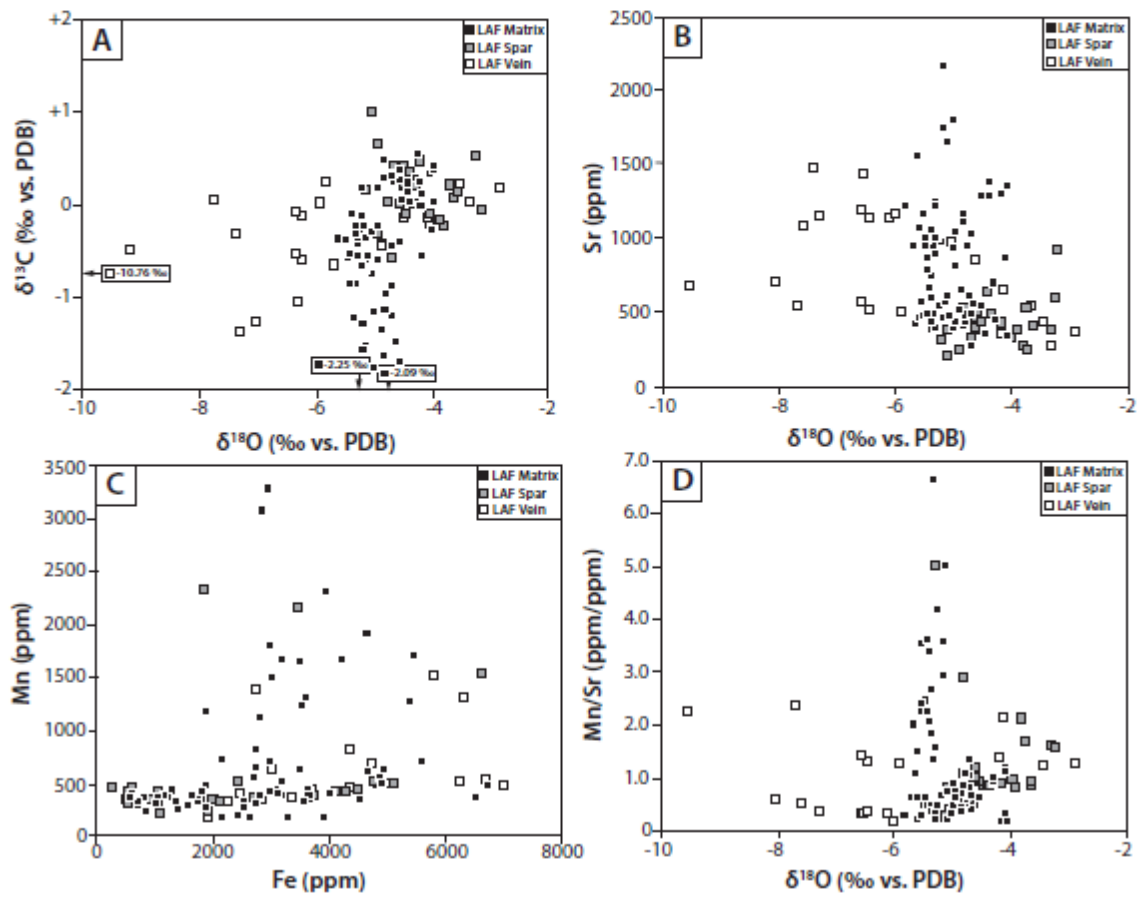 A
LAF Matrix
LAF Spar
LAF Vein
+2
+1
0
-1
-2
δ¹³C (‰ vs. PDB)
-10.76 ‰
-2.25 ‰
-2.09 ‰
-10 -8 -6 -4 -2
δ¹⁸O (‰ vs. PDB)
B
LAF Matrix
LAF Spar
LAF Vein
2500
2000
1500
1000
500
0
Sr (ppm)
-10 -8 -6 -4 -2
δ¹⁸O (‰ vs. PDB)
C
LAF Matrix
LAF Spar
LAF Vein
3500
3000
2500
2000
1500
1000
500
0
Mn (ppm)
0 2000 4000 6000 8000
Fe (ppm)
D
LAF Matrix
LAF Spar
LAF Vein
7.0
6.0
5.0
4.0
3.0
2.0
1.0
0
Mn/Sr (ppm/ppm)
-10 -8 -6 -4 -2
δ¹⁸O (‰ vs. PDB)